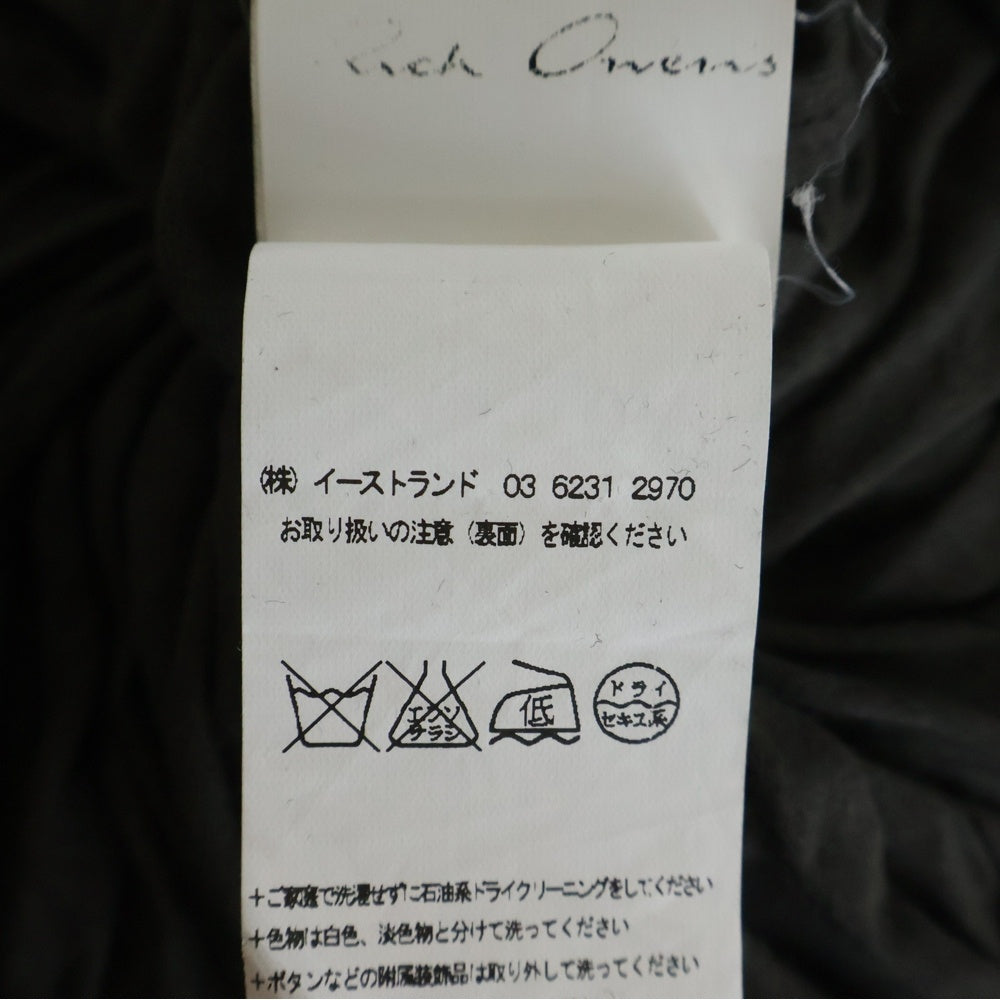 Rick Owens
(株) イーストランド 03 6231 2970
お取り扱いの注意(裏面)を確認ください
エンソ
サラシ
低
ドライ
セキユ系
+ご家庭で洗濯せずに石油系ドライクリーニングをしてください
+色物は白色、淡色物と分けて洗ってください
+ボタンなどの附属装飾品は取り外して洗ってください